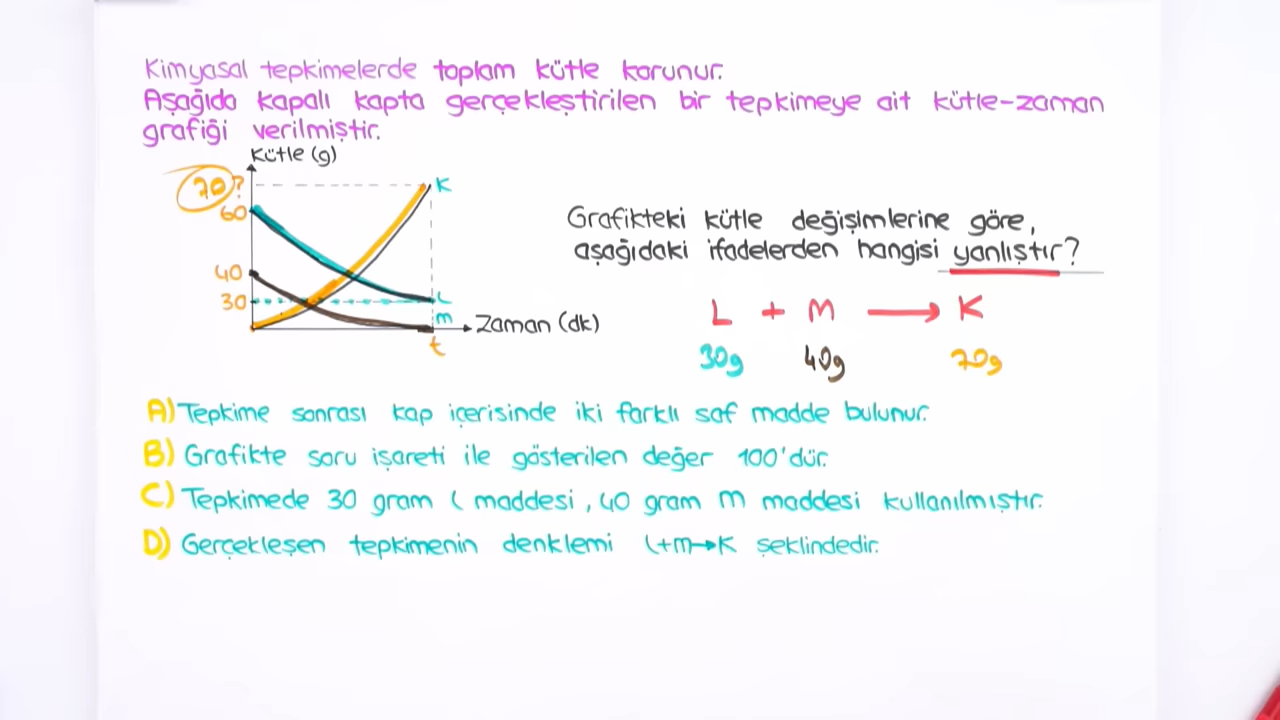 Kimyasal tepkimelerde toplam kütle korunur.
Aşağıda kapalı kapta gerçekleştirilen bir tepkimeye ait kütle-zaman
grafiği verilmiştir.
Kütle (g)
70?
K
60
40
30
L
m
Zaman (dk)
t
Grafikteki kütle değişimlerine göre,
aşağıdaki ifadelerden hangisi yanlıştır?
L + M → K
30g 40g 70g
A) Tepkime sonrası kap içerisinde iki farklı saf madde bulunur.
B) Grafikte soru işareti ile gösterilen değer 100'dür.
C) Tepkimede 30 gram L maddesi, 40 gram M maddesi kullanılmıştır.
D) Gerçekleşen tepkimenin denklemi L+m→K şeklindedir.